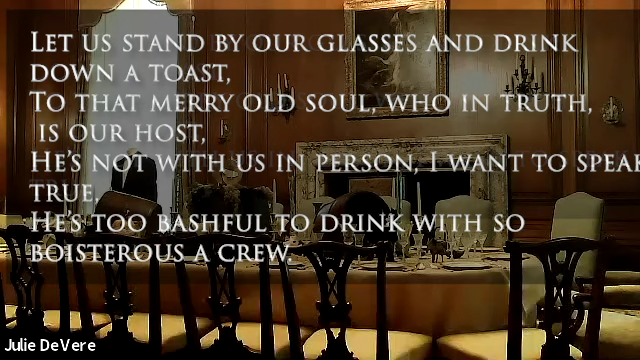 LET US STAND BY OUR GLASSES AND DRINK
DOWN A TOAST,
TO THAT MERRY OLD SOUL, WHO IN TRUTH,
IS OUR HOST,
HE'S NOT WITH US IN PERSON, I WANT TO SPEAK
TRUE,
HE'S TOO BASHFUL TO DRINK WITH SO
BOISTEROUS A CREW.
Julie DeVere